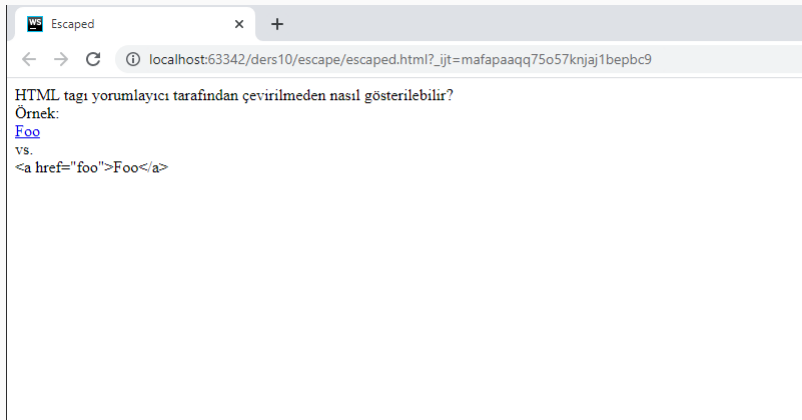 WS Escaped × +
localhost:63342/ders10/escape/escaped.html?_ijt=mafapaaqq75o57knjaj1bepbc9
HTML tagı yorumlayıcı tarafından çevirilmeden nasıl gösterilebilir?
Örnek:
Foo
vs.
<a href="foo">Foo</a>